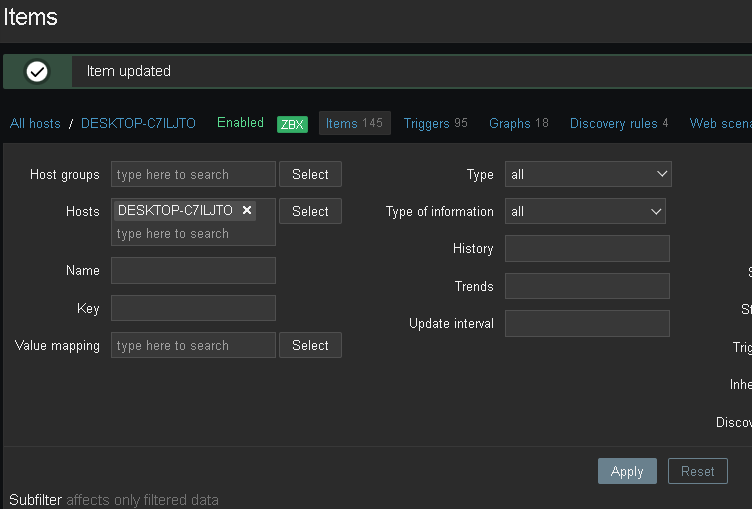 Items
Item updated
All hosts / DESKTOP-C7ILJTO Enabled ZBX Items 145 Triggers 95 Graphs 18 Discovery rules 4 Web scena
Host groups type here to search Select Type all
Hosts DESKTOP-C7ILJTO Select Type of information all
type here to search
History
Name
Trends
Key
Update interval
Value mapping type here to search Select
Trig
Inhe
Discov
Apply Reset
Subfilter affects only filtered data